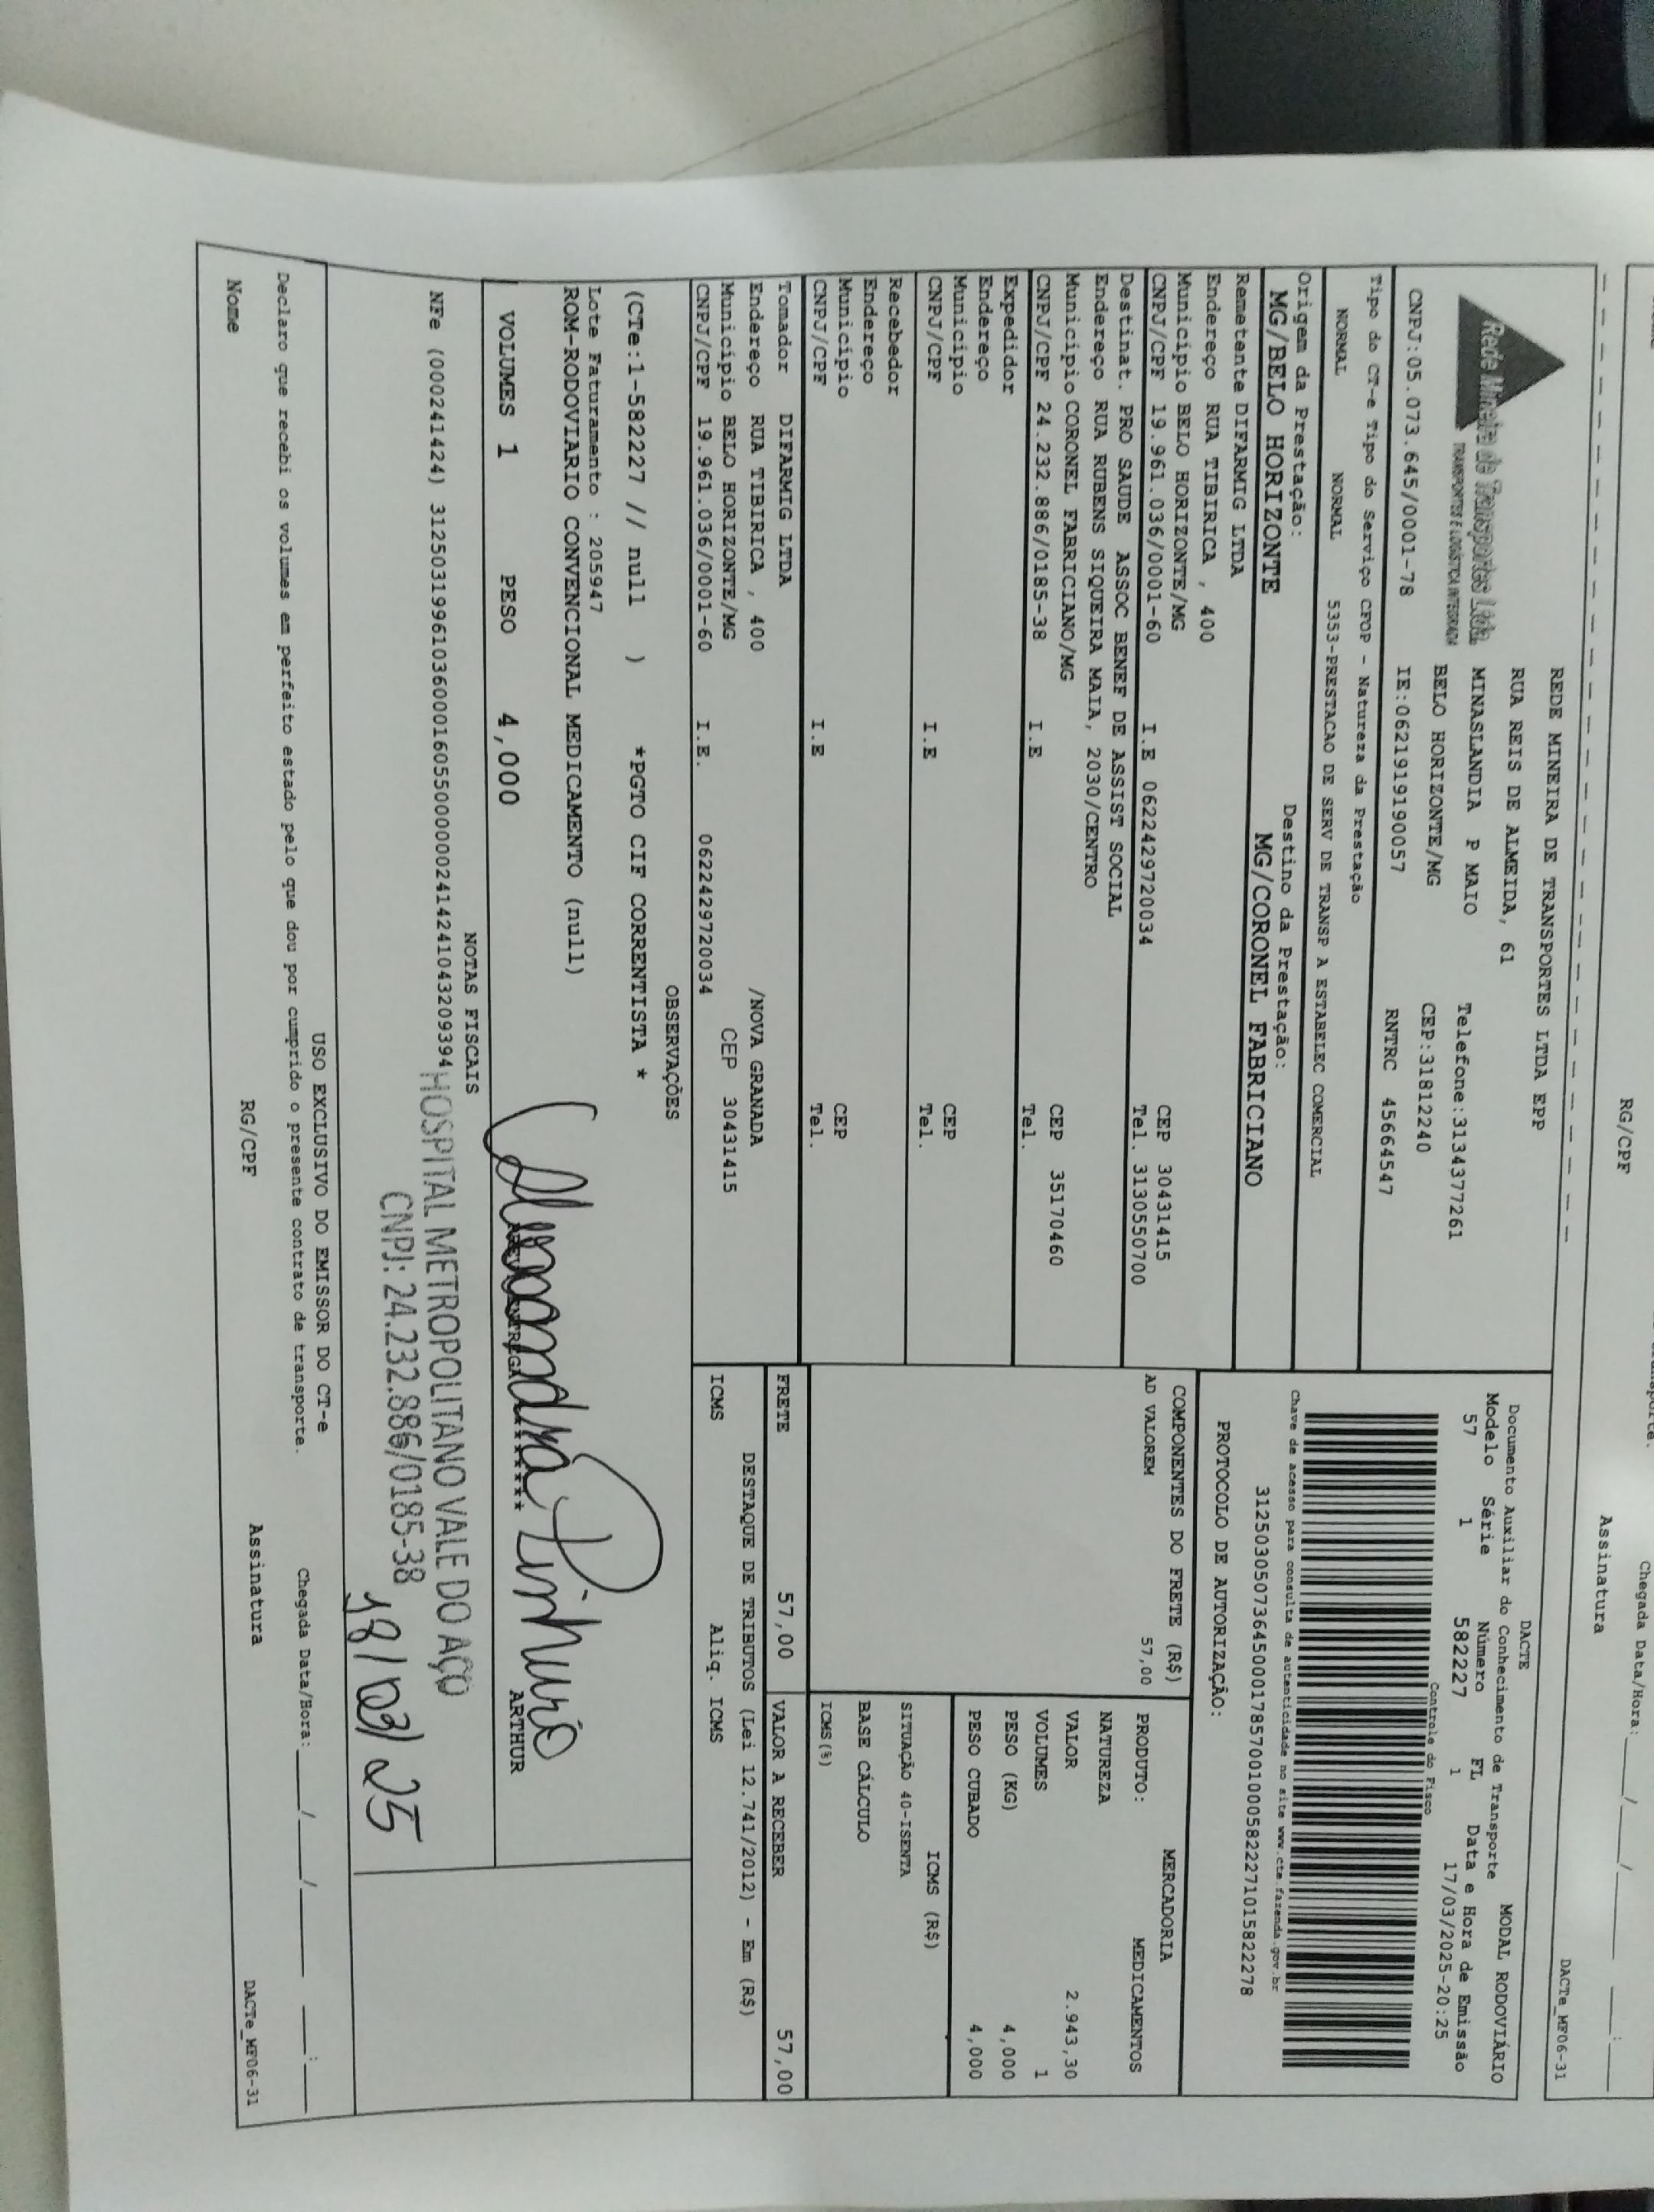 RG/CPF
Assinatura
Chegada Data/Hora: ___/___/___ ___:___
DACTe_MF06-31
Rede Mineira de Transportes Ltda.
TRANSPORTES E LOGÍSTICA INTEGRADA
REDE MINEIRA DE TRANSPORTES LTDA EPP
RUA REIS DE ALMEIDA, 61
MINASLANDIA P MAIO Telefone:3134377261
BELO HORIZONTE/MG CEP:31812240
CNPJ:05.073.645/0001-78 IE:0621919190057 RNTRC 45664547
DACTE
Documento Auxiliar do Conhecimento de Transporte MODAL RODOVIÁRIO
Modelo Série Número FL Data e Hora de Emissão
57 1 58227 1 17/03/2025-20:25
Controle do Fisco
Chave de acesso para consulta de autenticidade no site www.cte.fazenda.gov.br
31250305073645000178570010000582271015822278
PROTOCOLO DE AUTORIZAÇÃO:
Tipo do CT-e Tipo do Serviço CFOP - Natureza da Prestação
NORMAL NORMAL 5353-PRESTACAO DE SERV DE TRANSP A ESTABELEC COMERCIAL
Origem da Prestação: Destino da Prestação:
MG/BELO HORIZONTE MG/CORONEL FABRICIANO
Remetente DIFARMIG LTDA
Endereço RUA TIBIRICA , 400
Município BELO HORIZONTE/MG CEP 30431415
CNPJ/CPF 19.961.036/0001-60 I.E 0622429720034 Tel. 3130550700
Destinat. PRO SAUDE ASSOC BENEF DE ASSIST SOCIAL
Endereço RUA RUBENS SIQUEIRA MAIA, 2030/CENTRO
Município CORONEL FABRICIANO/MG CEP 35170460
CNPJ/CPF 24.232.886/0185-38 I.E Tel.
Expedidor
Endereço
Município CEP
CNPJ/CPF I.E Tel.
Recebedor
Endereço
Município CEP
CNPJ/CPF I.E Tel.
Tomador DIFARMIG LTDA
Endereço RUA TIBIRICA , 400 /NOVA GRANADA
Município BELO HORIZONTE/MG CEP 30431415
CNPJ/CPF 19.961.036/0001-60 I.E. 0622429720034
COMPONENTES DO FRETE (R$)
AD VALOREM 57,00
MERCADORIA
PRODUTO: MEDICAMENTOS
NATUREZA
VALOR 2.943,30
VOLUMES 1
PESO (KG) 4,000
PESO CUBADO 4,000
ICMS (R$)
SITUAÇÃO 40-ISENTA
BASE CÁLCULO
ICMS(%)
FRETE 57,00 VALOR A RECEBER 57,00
DESTAQUE DE TRIBUTOS (Lei 12.741/2012) - Em (R$)
ICMS Aliq. ICMS
OBSERVAÇÕES
(CTe:1-582227 // null ) *PGTO CIF CORRENTISTA *
Lote Faturamento : 205947
ROM-RODOVIARIO CONVENCIONAL MEDICAMENTO (null)
VOLUMES 1 PESO 4,000
ARTHUR
Pinheiro
NOTAS FISCAIS
NFe (000241424) 31250319961036000160550000002414241043209394
HOSPITAL METROPOLITANO VALE DO AÇO
CNPJ: 24.232.886/0185-38
18/03/25
USO EXCLUSIVO DO EMISSOR DO CT-e
Declaro que recebi os volumes em perfeito estado pelo que dou por cumprido o presente contrato de transporte.
Chegada Data/Hora: ___/___/___ ___:___
Nome RG/CPF Assinatura DACTe_MF06-31